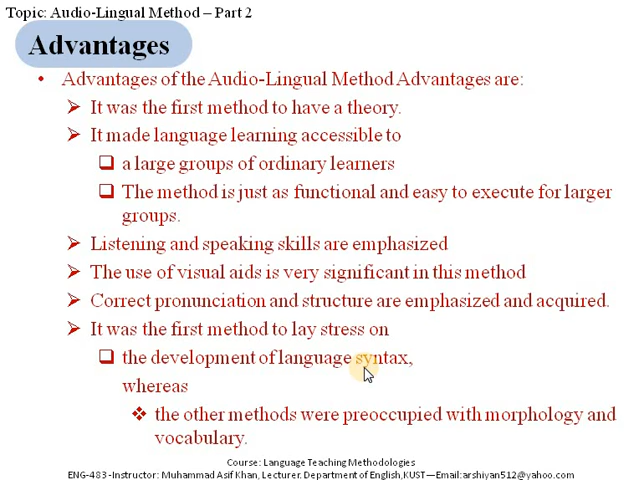 Topic: Audio-Lingual Method – Part 2
Advantages
• Advantages of the Audio-Lingual Method Advantages are:
➢ It was the first method to have a theory.
➢ It made language learning accessible to
❑ a large groups of ordinary learners
❑ The method is just as functional and easy to execute for larger
groups.
➢ Listening and speaking skills are emphasized
➢ The use of visual aids is very significant in this method
➢ Correct pronunciation and structure are emphasized and acquired.
➢ It was the first method to lay stress on
❑ the development of language syntax,
whereas
❖ the other methods were preoccupied with morphology and
vocabulary.
Course: Language Teaching Methodologies
ENG-483 -Instructor: Muhammad Asif Khan, Lecturer. Department of English,KUST—Email:arshiyan512@yahoo.com